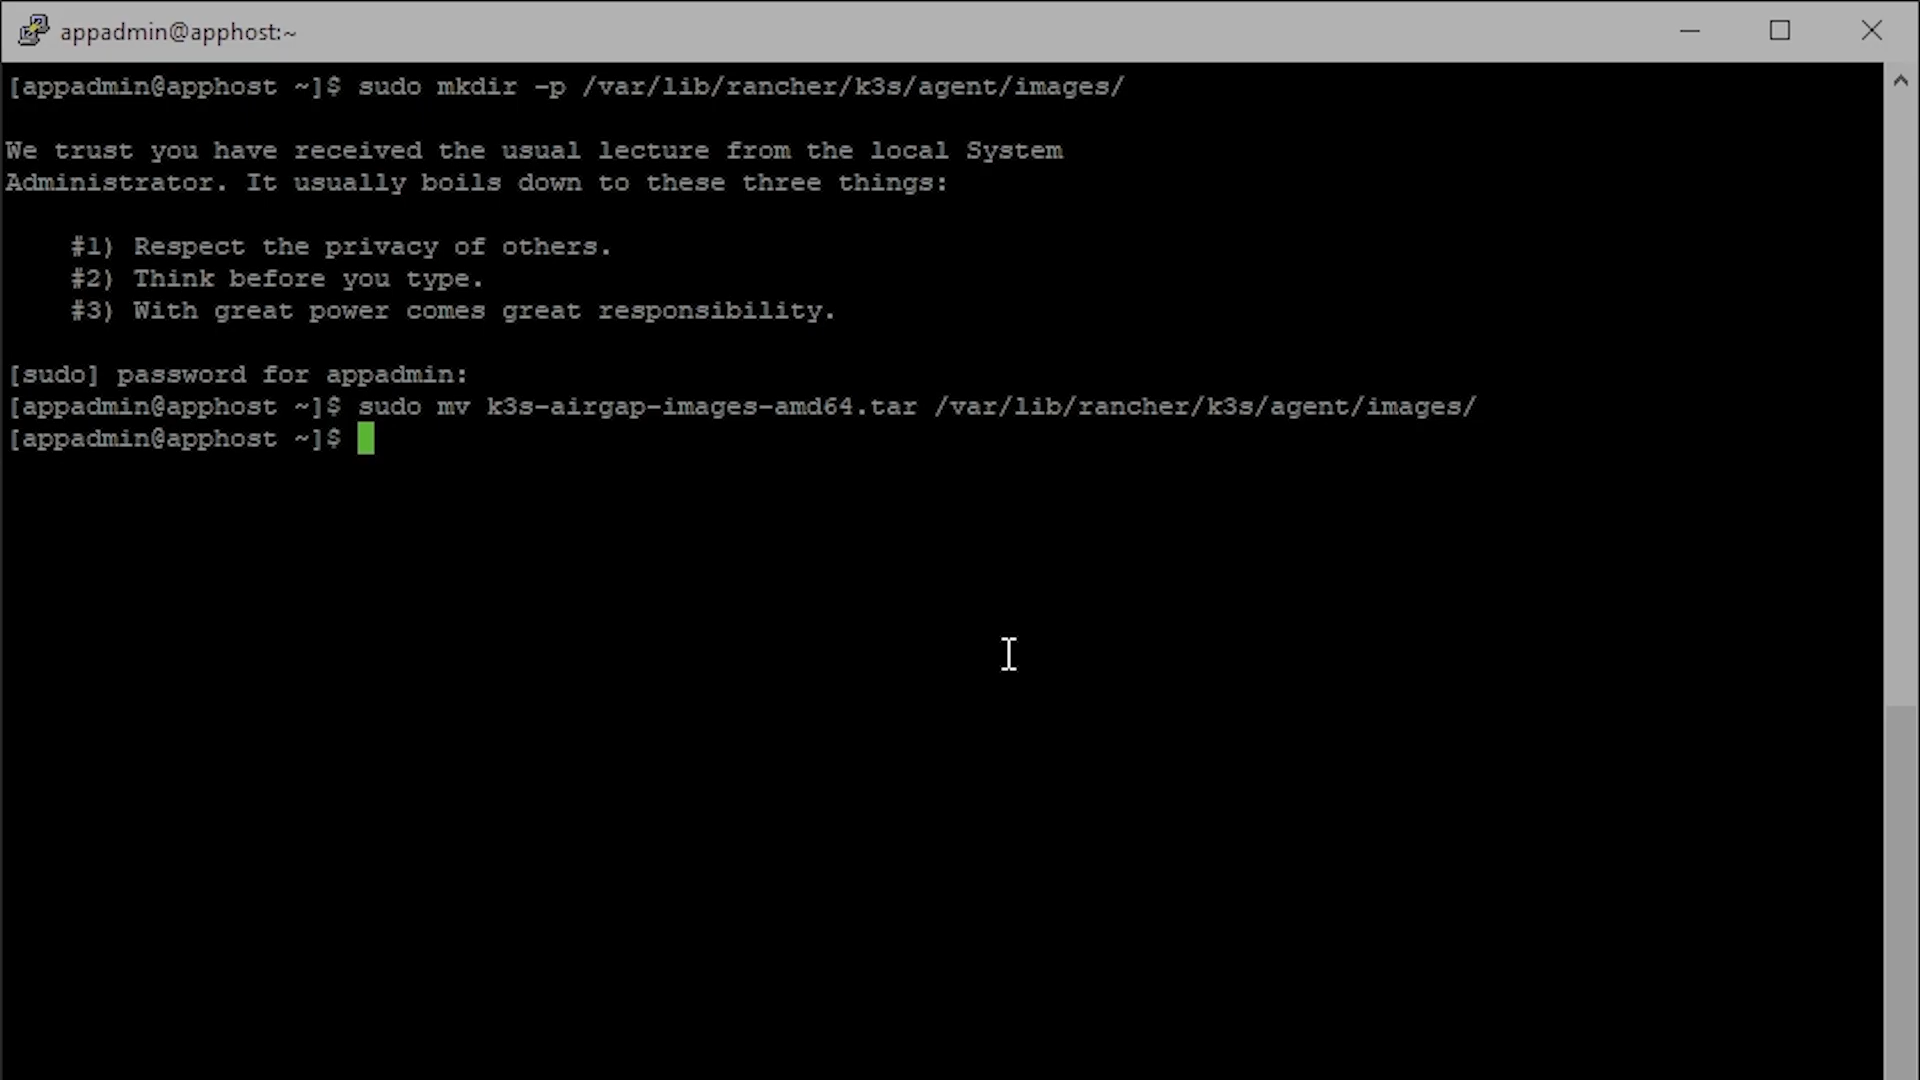 appadmin@apphost:~
[appadmin@apphost ~]$ sudo mkdir -p /var/lib/rancher/k3s/agent/images/
We trust you have received the usual lecture from the local System
Administrator. It usually boils down to these three things:
#1) Respect the privacy of others.
#2) Think before you type.
#3) With great power comes great responsibility.
[sudo] password for appadmin:
[appadmin@apphost ~]$ sudo mv k3s-airgap-images-amd64.tar /var/lib/rancher/k3s/agent/images/
[appadmin@apphost ~]$